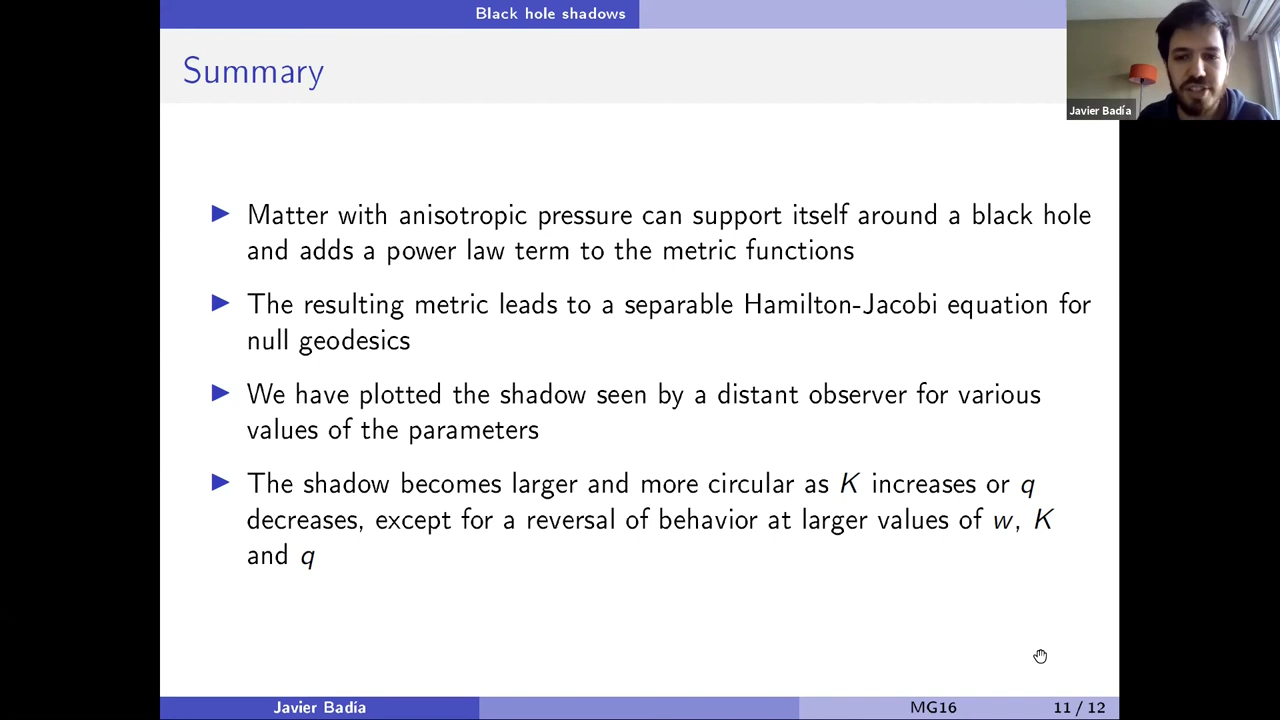 Black hole shadows
Summary
Javier Badía
▶ Matter with anisotropic pressure can support itself around a black hole
and adds a power law term to the metric functions
▶ The resulting metric leads to a separable Hamilton-Jacobi equation for
null geodesics
▶ We have plotted the shadow seen by a distant observer for various
values of the parameters
▶ The shadow becomes larger and more circular as K increases or q
decreases, except for a reversal of behavior at larger values of w, K
and q
Javier Badía
MG16
11 / 12